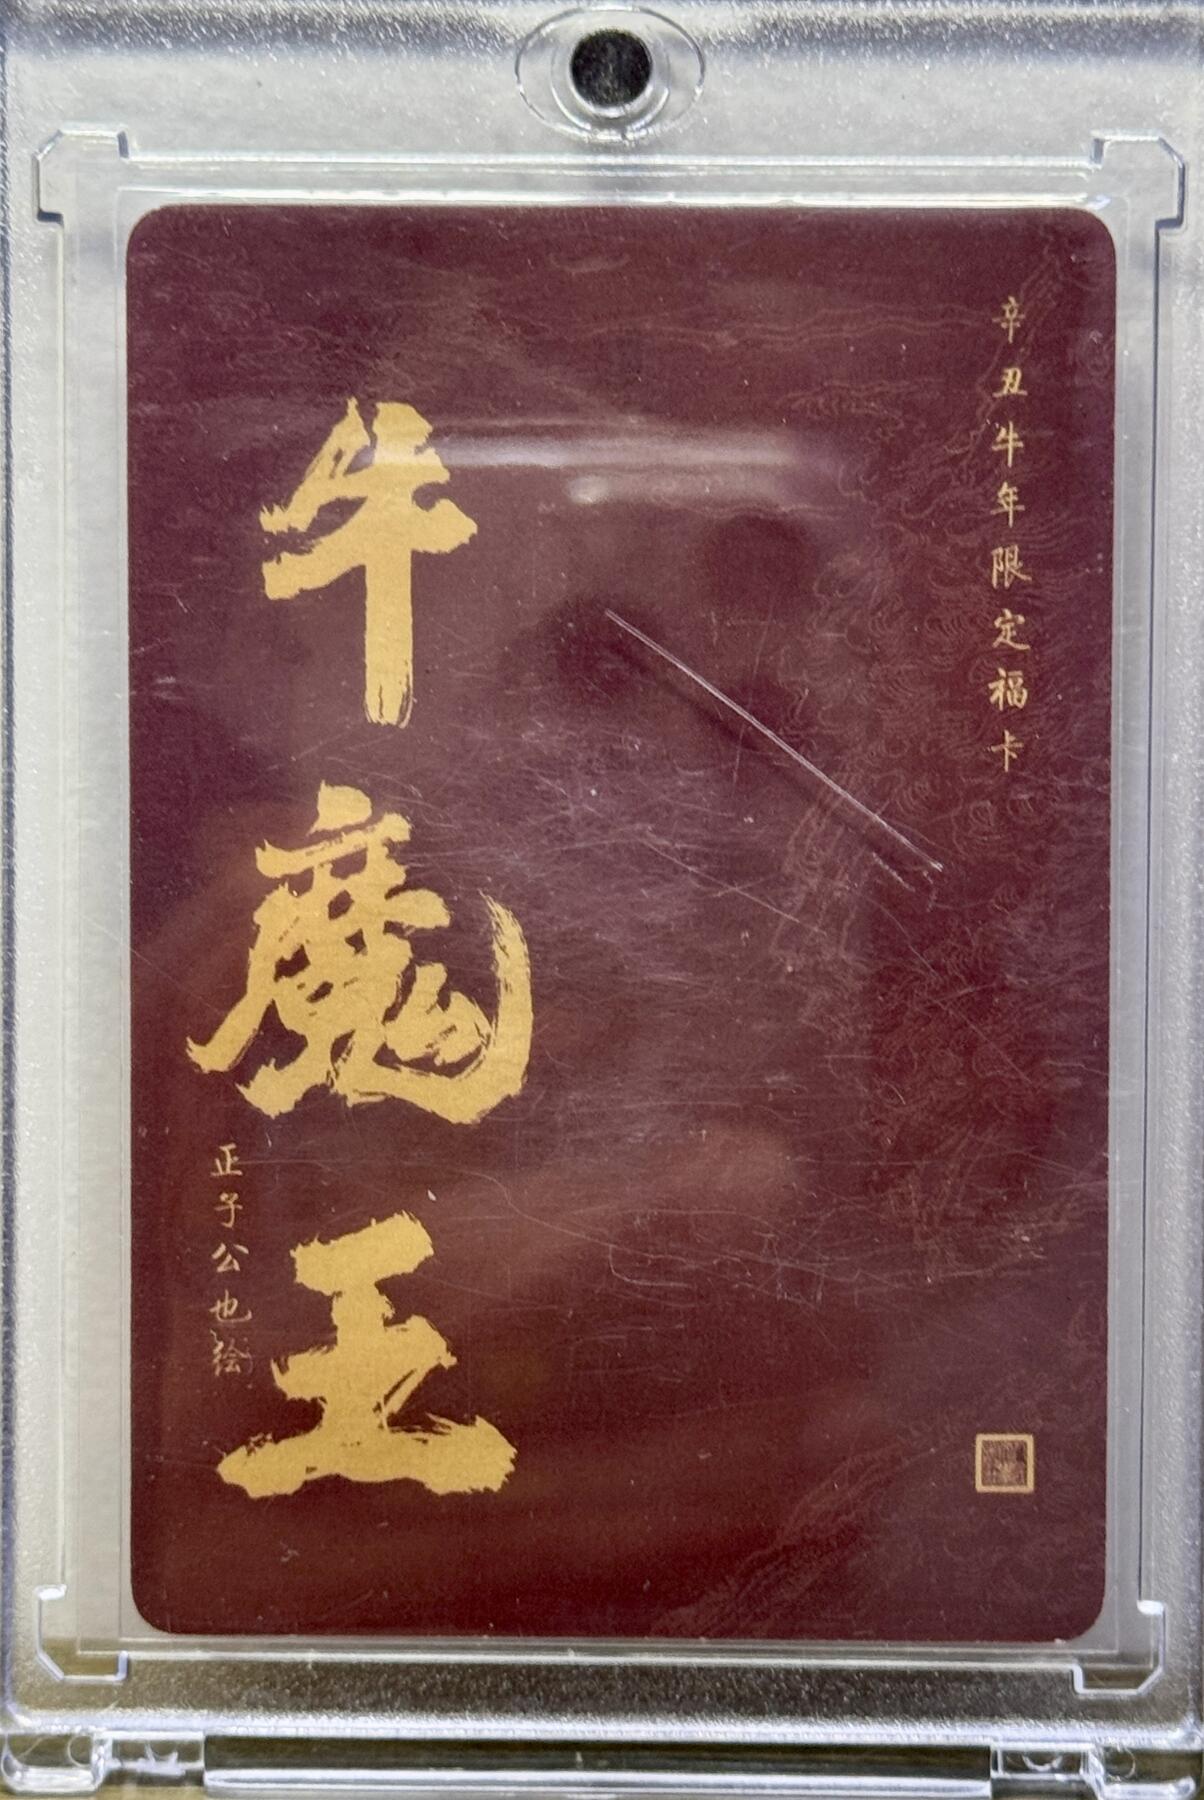 辛丑牛年限定福卡
牛魔王
正子公也绘